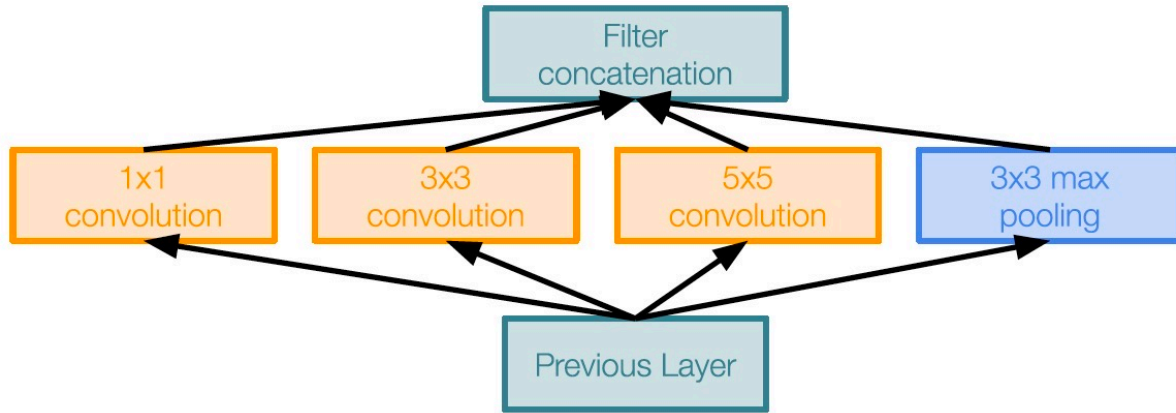 Filter
concatenation
1x1
convolution
3x3
convolution
5x5
convolution
3x3 max
pooling
Previous Layer